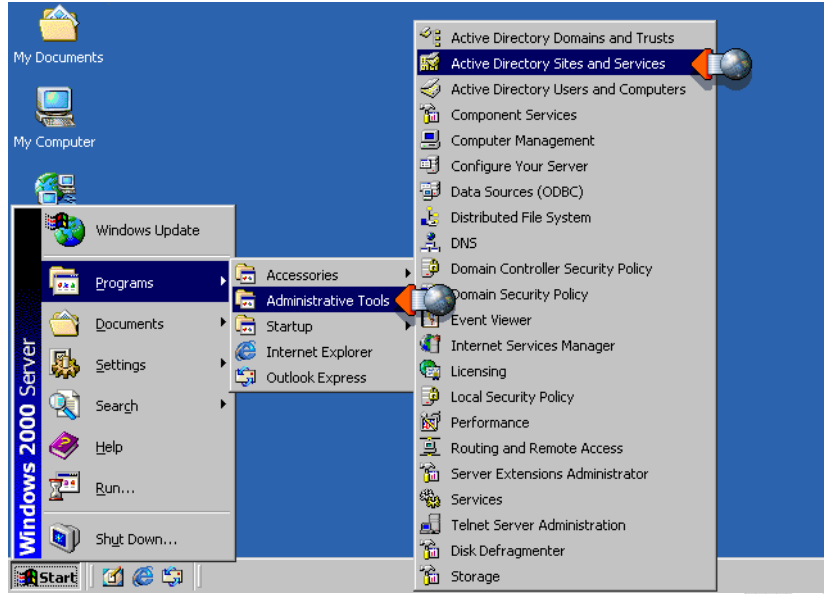 My Documents
My Computer
Windows 2000 Server
Windows Update
Programs
Documents
Settings
Search
Help
Run...
Shut Down...
Accessories
Administrative Tools
Startup
Internet Explorer
Outlook Express
Active Directory Domains and Trusts
Active Directory Sites and Services
Active Directory Users and Computers
Component Services
Computer Management
Configure Your Server
Data Sources (ODBC)
Distributed File System
DNS
Domain Controller Security Policy
Domain Security Policy
Event Viewer
Internet Services Manager
Licensing
Local Security Policy
Performance
Routing and Remote Access
Server Extensions Administrator
Services
Telnet Server Administration
Disk Defragmenter
Storage
Start